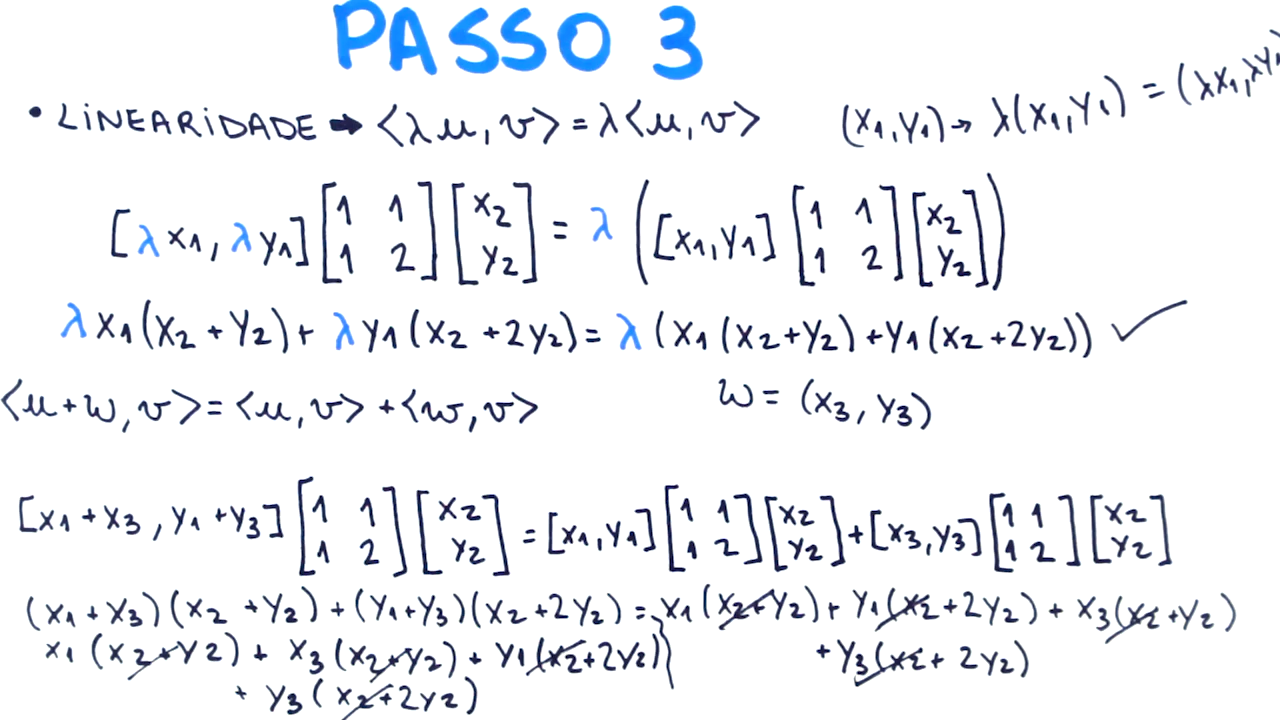 PASSO 3
• LINEARIDADE → <λu, v> = λ<u, v> (x1, y1) → λ(x1, y1) = (λx1, λy1)
[λx1, λy1] [1 1; 1 2] [x2; y2] = λ ([x1, y1] [1 1; 1 2] [x2; y2])
λx1(x2 + y2) + λy1(x2 + 2y2) = λ(x1(x2+y2) + y1(x2 + 2y2)) ✓
<u+w, v> = <u, v> + <w, v> w = (x3, y3)
[x1 + x3, y1 + y3] [1 1; 1 2] [x2; y2] = [x1, y1] [1 1; 1 2] [x2; y2] + [x3, y3] [1 1; 1 2] [x2; y2]
(x1 + x3)(x2 + y2) + (y1+y3)(x2+2y2) = x1(x2+y2) + y1(x2+2y2) + x3(x2+y2)
x1(x2+y2) + x3(x2+y2) + y1(x2+2y2) + y3(x2+2y2)
+ y3(x2+2y2)